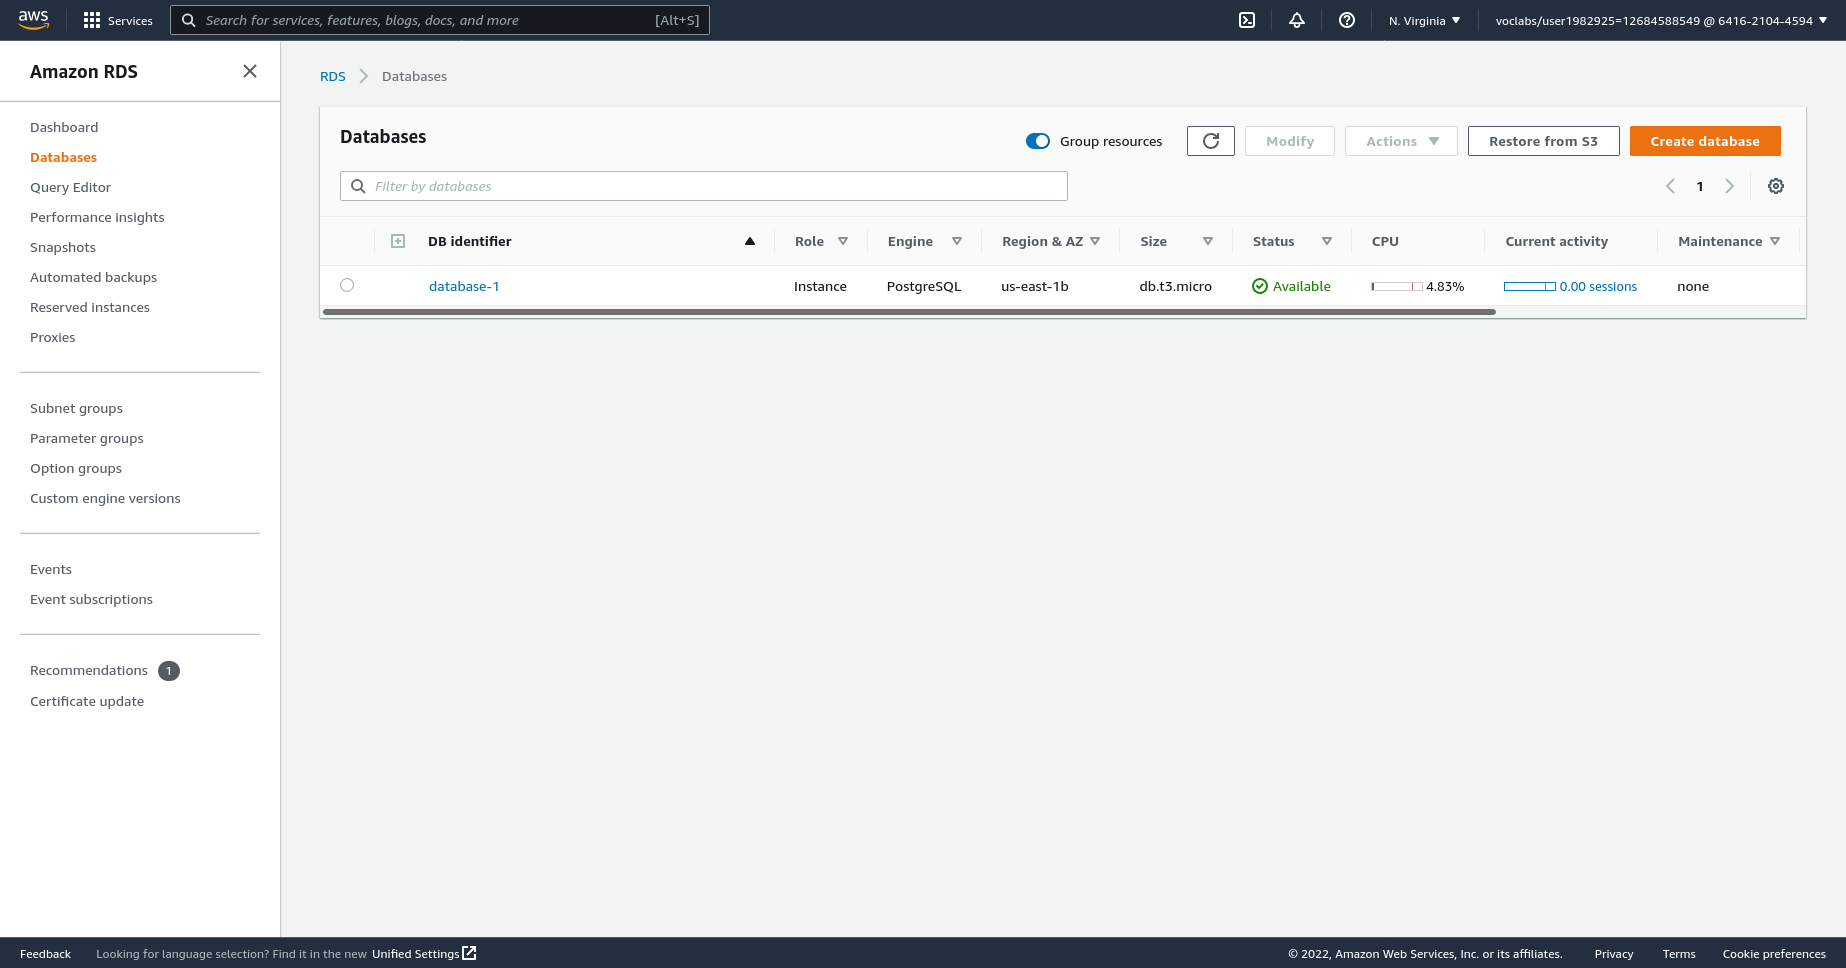 aws Services Search for services, features, blogs, docs, and more [Alt+S] N. Virginia voclabs/user1982925=12684588549 @ 6416-2104-4594
Amazon RDS
Dashboard
Databases
Query Editor
Performance insights
Snapshots
Automated backups
Reserved instances
Proxies
Subnet groups
Parameter groups
Option groups
Custom engine versions
Events
Event subscriptions
Recommendations 1
Certificate update
RDS Databases
Databases Group resources Modify Actions Restore from S3 Create database
Filter by databases 1
DB identifier Role Engine Region & AZ Size Status CPU Current activity Maintenance
database-1 Instance PostgreSQL us-east-1b db.t3.micro Available 4.83% 0.00 sessions none
Feedback Looking for language selection? Find it in the new Unified Settings © 2022, Amazon Web Services, Inc. or its affiliates. Privacy Terms Cookie preferences